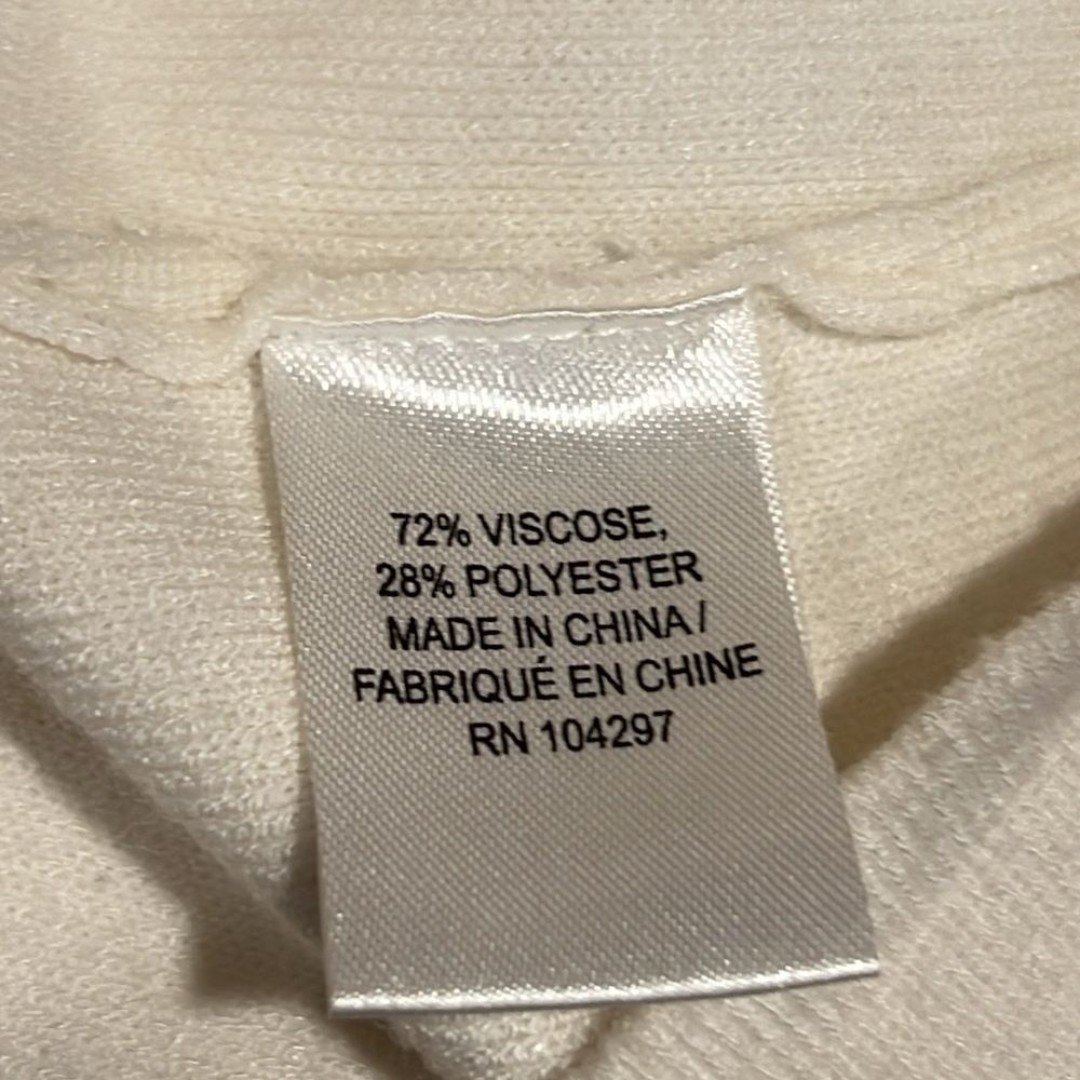 72% VISCOSE,
28% POLYESTER
MADE IN CHINA/
FABRIQUÉ EN CHINE
RN 104297